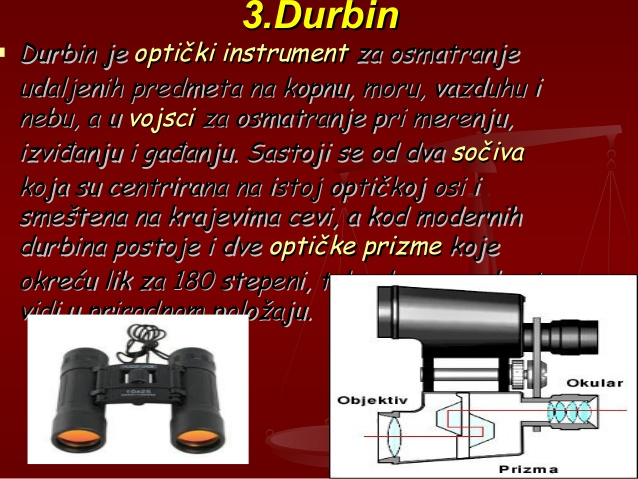 3.Durbin
Durbin je optički instrument za osmatranje
udaljenih predmeta na kopnu, moru, vazduhu i
nebu, a u vojsci za osmatranje pri merenju,
izviđanju i gađanju. Sastoji se od dva sočiva
koja su centrirana na istoj optičkoj osi i
smeštena na krajevima cevi, a kod modernih
durbina postoje i dve optičke prizme koje
okreću lik za 180 stepeni,
vidi u prirodnom položaju.
10x25
Objektiv
Okular
Prizma